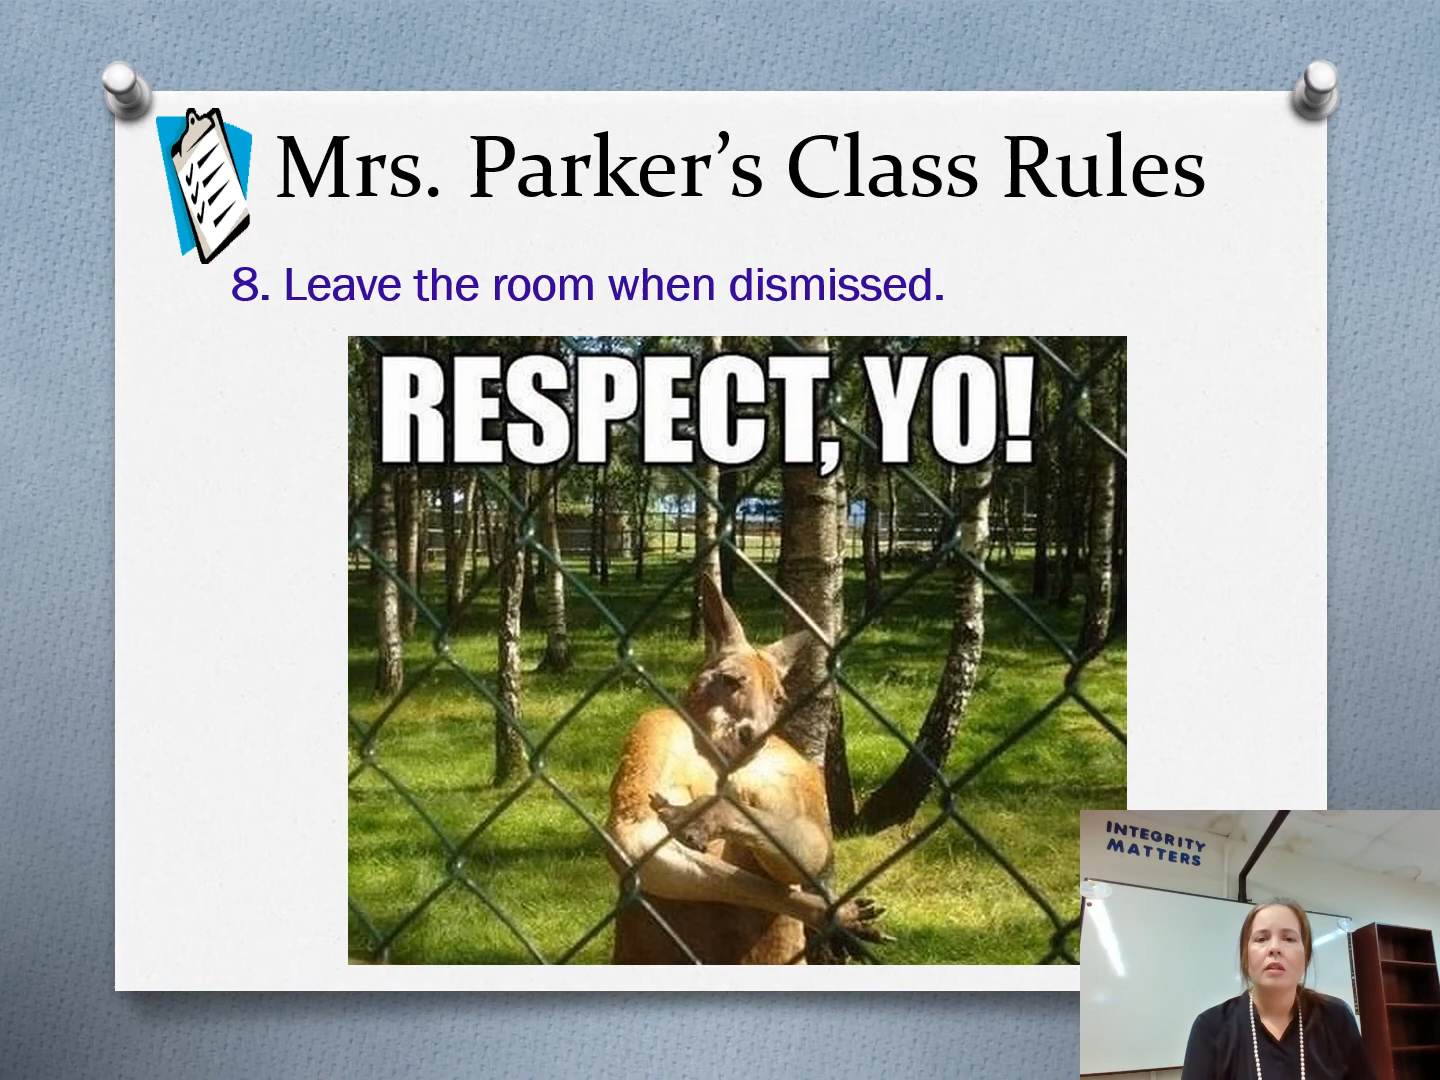 Mrs. Parker’s Class Rules
8. Leave the room when dismissed.
RESPECT, YO!
INTEGRITY
MATTERS